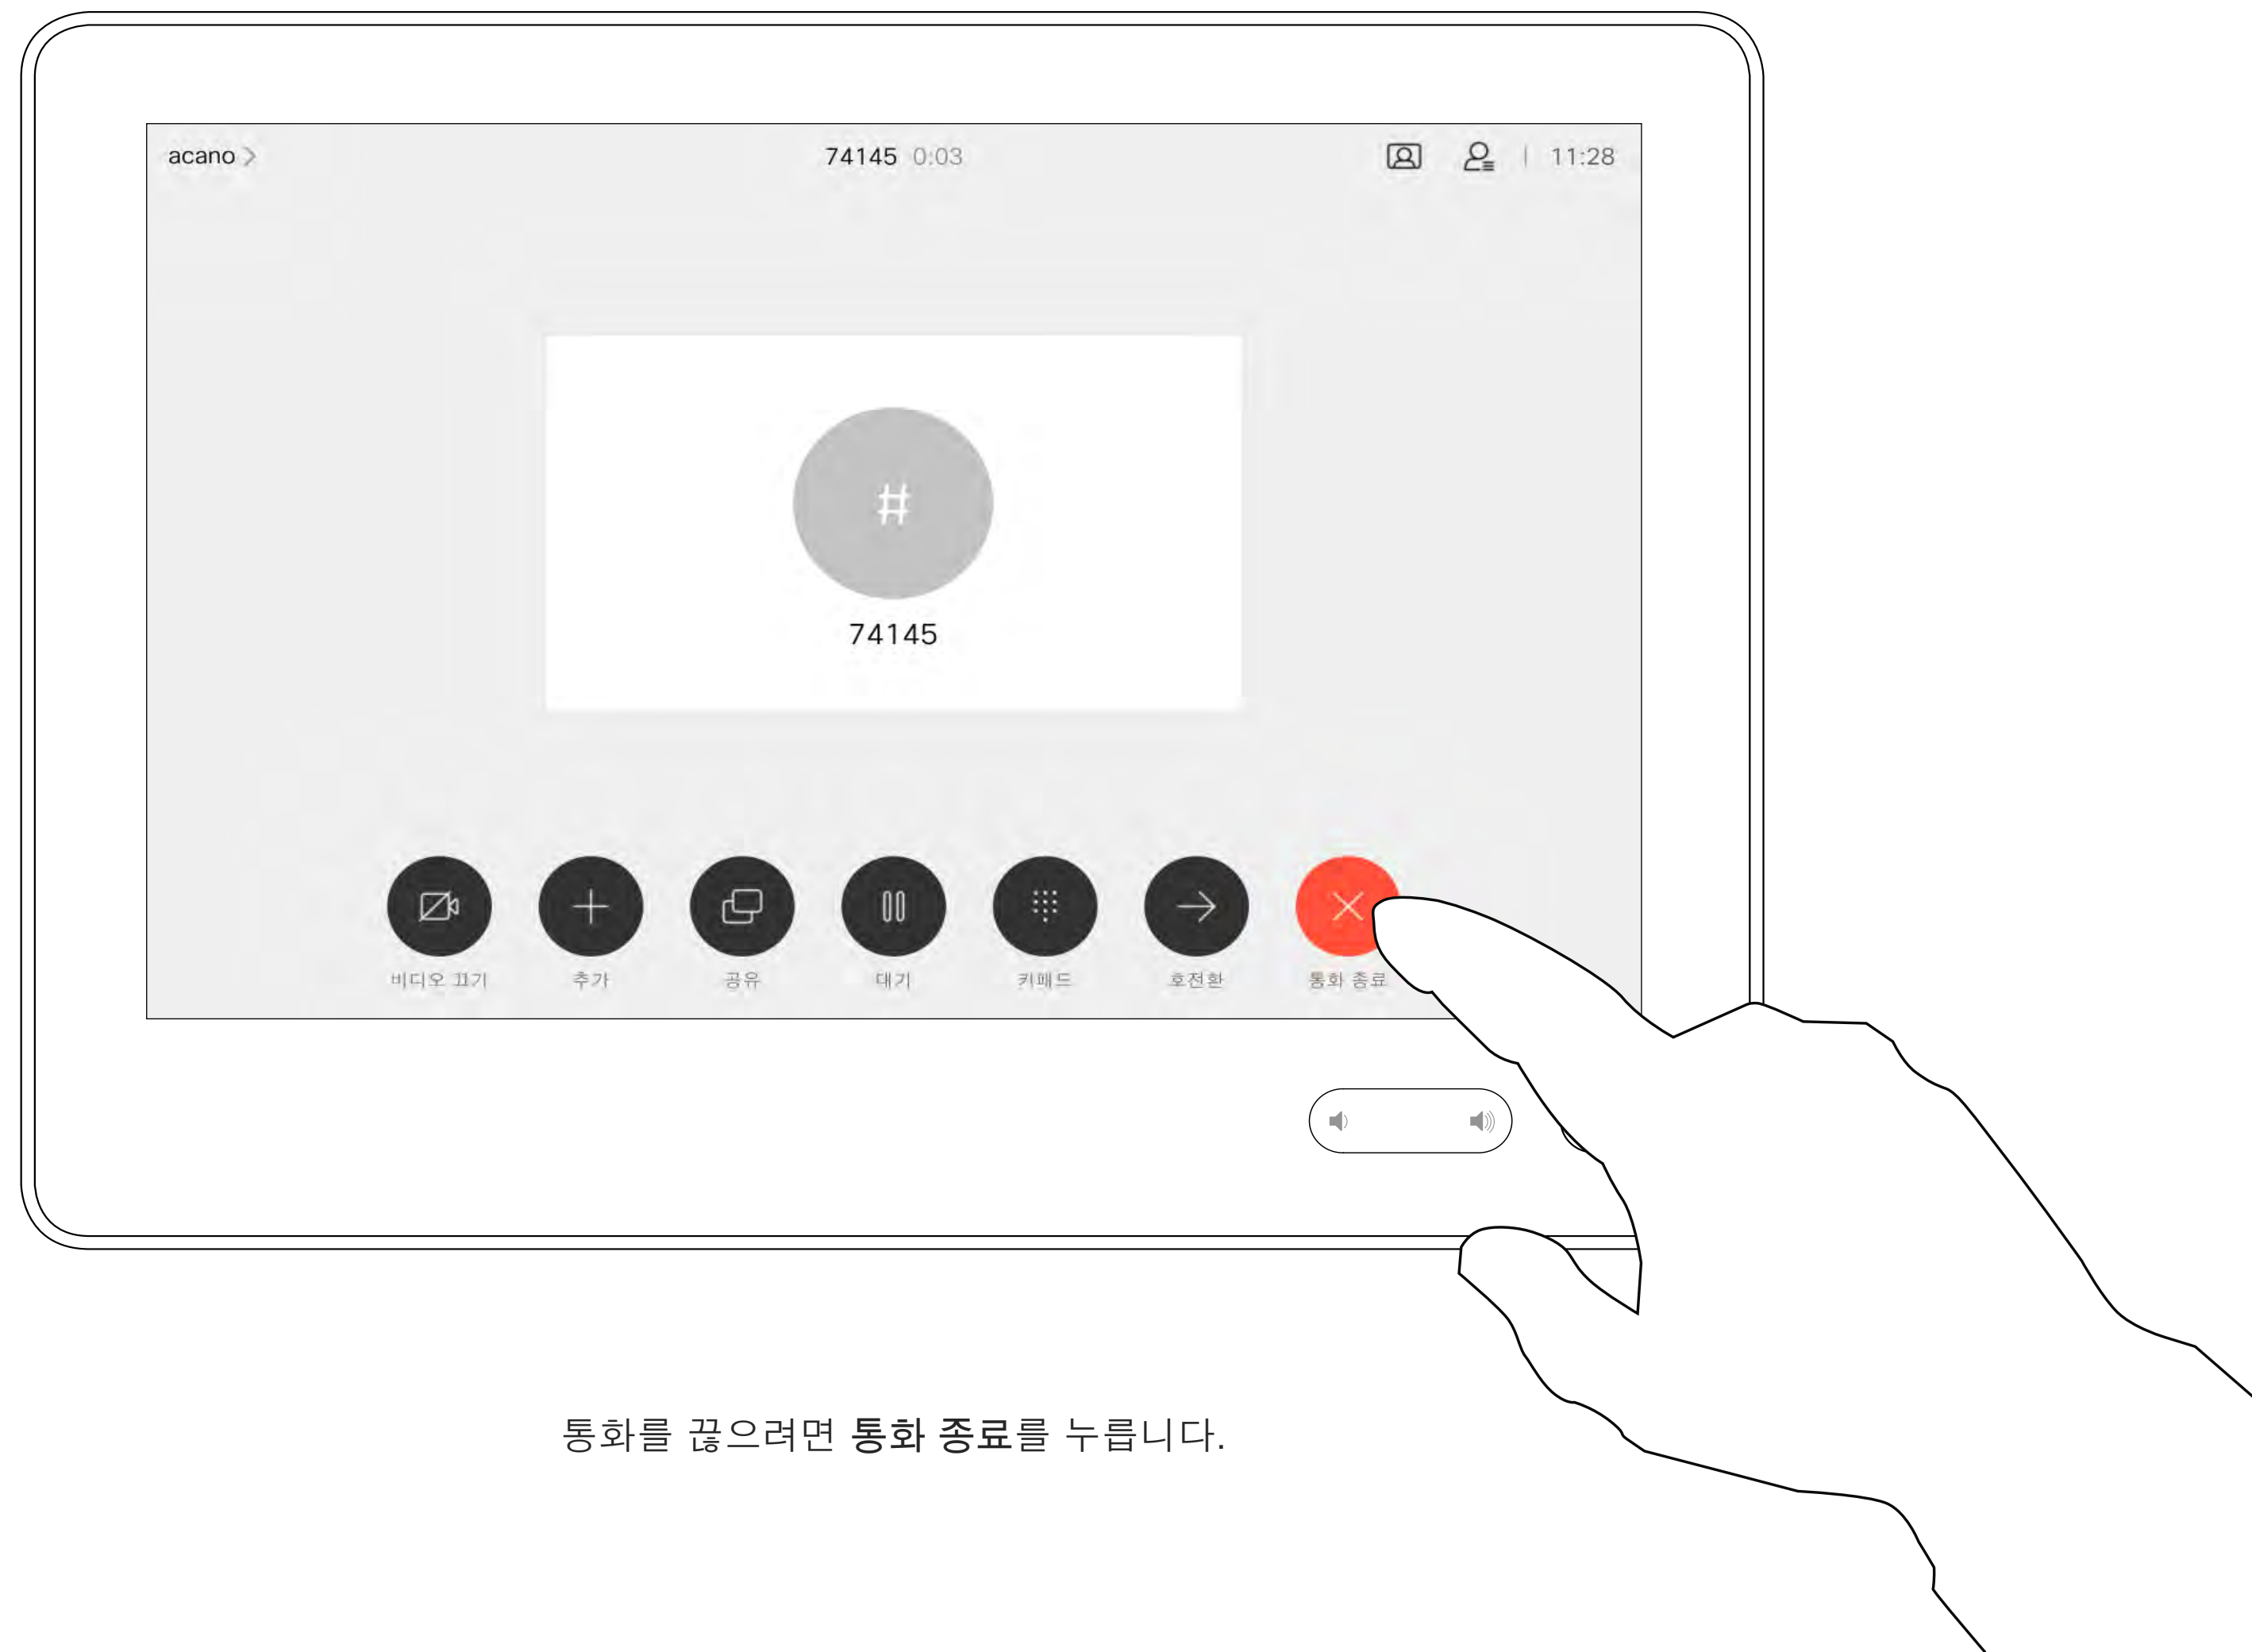 acano
74145 0:03
11:28
#
74145
비디오 끄기
추가
공유
대기
키패드
호전환
통화 종료
통화를 끊으려면 통화 종료를 누릅니다.